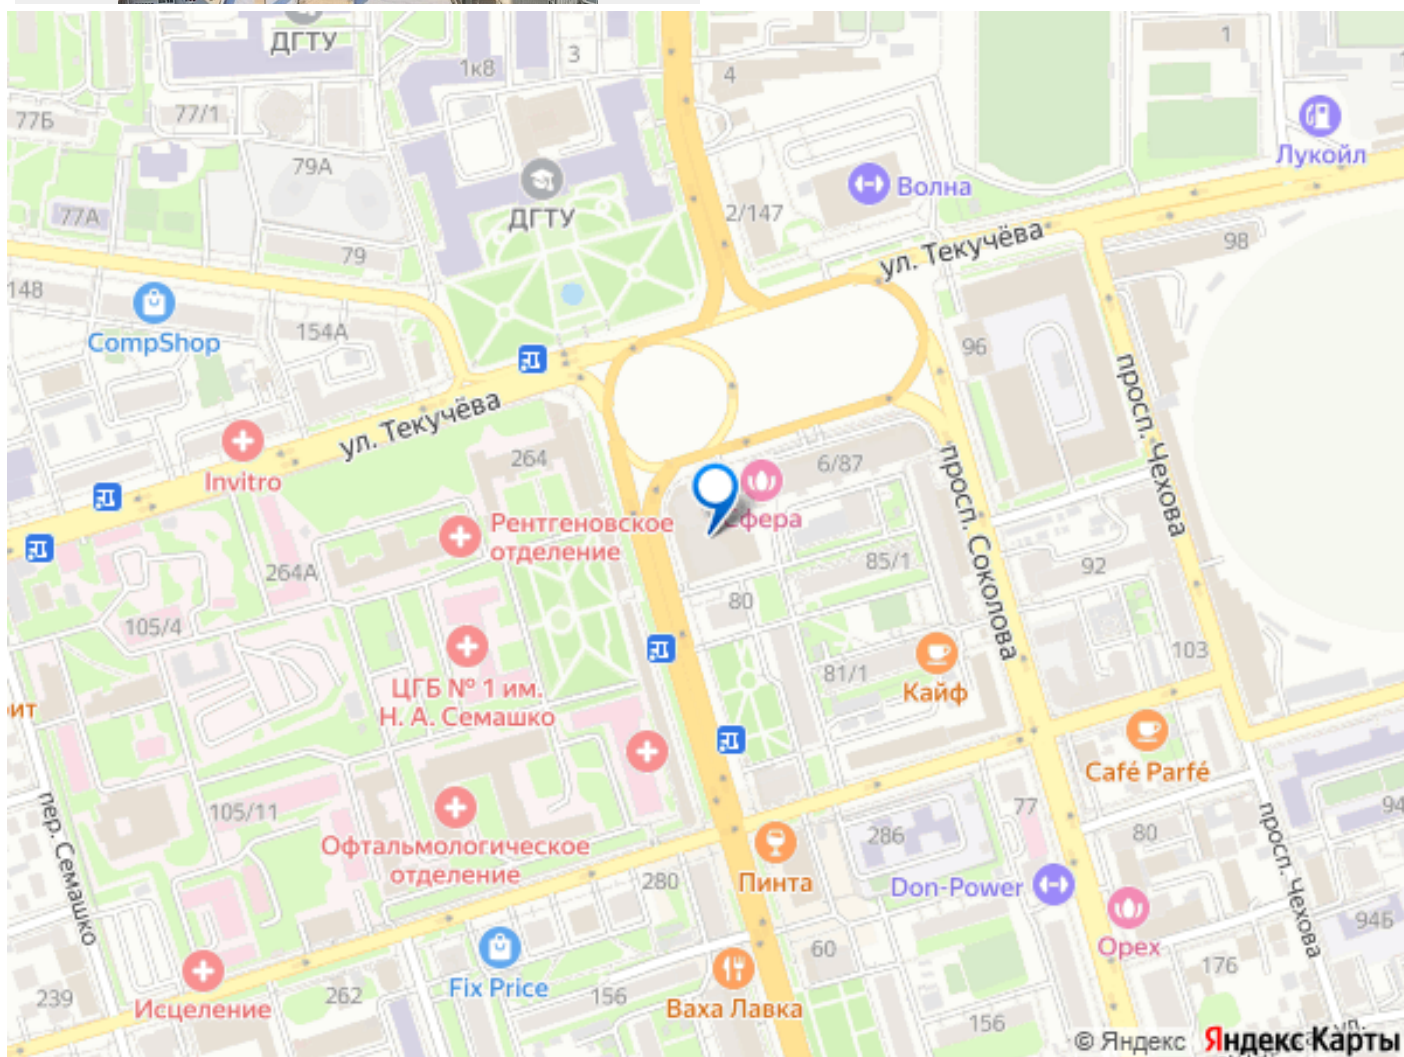 ДГТУ
1к8
3
4
1
77Б
77/1
79А
Лукойл
Волна
ДГТУ
77А
2/147
79
ул. Текучёва
98
148
CompShop
154А
96
просп. Чехова
ул. Текучёва
Invitro
264
6/87
просп. Соколова
Сфера
Рентгеновское
отделение
264А
85/1
92
80
105/4
103
81/1
Кайф
ЦГБ № 1 им.
Н. А. Семашко
рит
Café Parfé
пер. Семашко
105/11
77
94
286
80
просп. Чехова
Офтальмологическое
отделение
280
Пинта
Don-Power
Орех
94Б
60
176
Fix Price
156
Ваха Лавка
239
Исцеление
262
156
ул.
© Яндекс Яндекс Карты